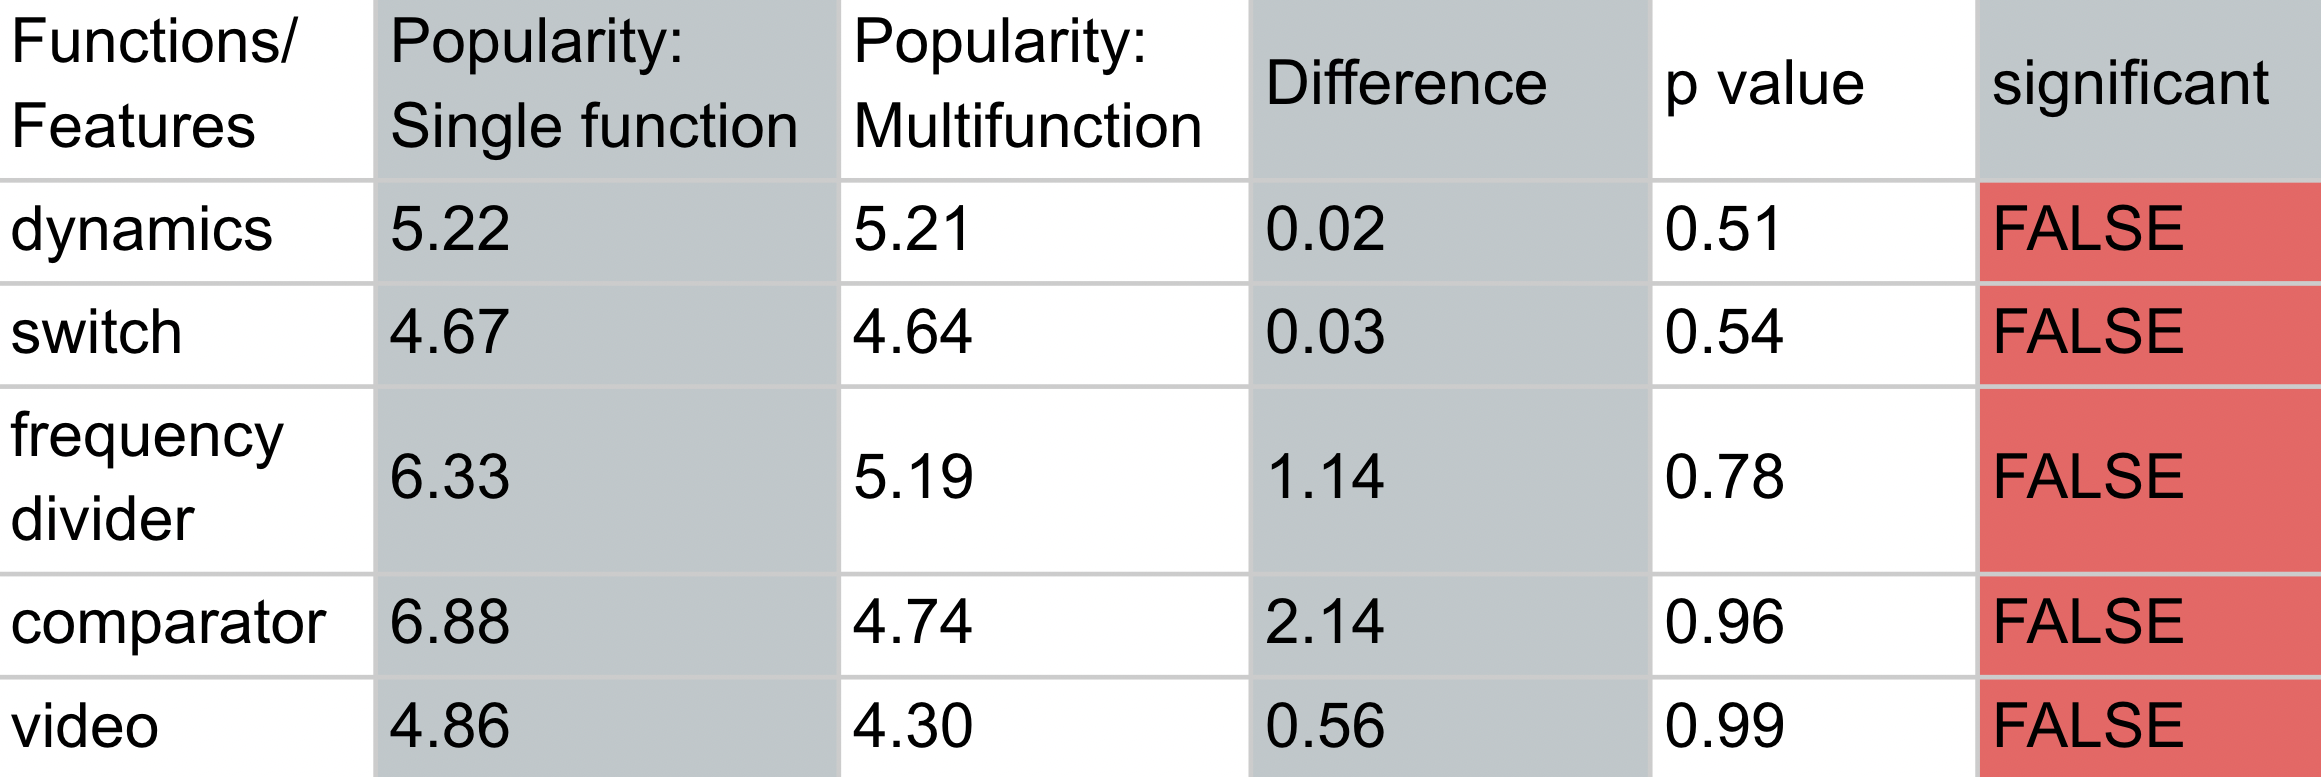 Functions/ Features	Popularity: Single function	Popularity: Multifunction	Difference	p value	significant
dynamics	5.22	5.21	0.02	0.51	FALSE
switch	4.67	4.64	0.03	0.54	FALSE
frequency divider	6.33	5.19	1.14	0.78	FALSE
comparator	6.88	4.74	2.14	0.96	FALSE
video	4.86	4.30	0.56	0.99	FALSE